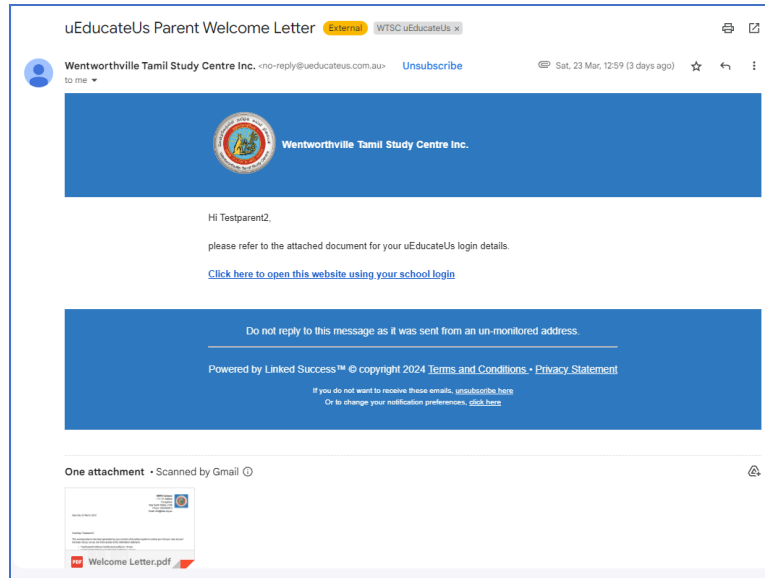 uEducateUs Parent Welcome Letter External WTSC uEducateUs ×
Wentworthville Tamil Study Centre Inc. <no-reply@ueducateus.com.au> Unsubscribe Sat, 23 Mar, 12:59 (3 days ago)
to me
Wentworthville Tamil Study Centre Inc.
Hi Testparent2,
please refer to the attached document for your uEducateUs login details.
Click here to open this website using your school login
Do not reply to this message as it was sent from an un-monitored address.
Powered by Linked Success™ © copyright 2024 Terms and Conditions • Privacy Statement
If you do not want to receive these emails, unsubscribe here
Or to change your notification preferences, click here
One attachment • Scanned by Gmail
PDF Welcome Letter.pdf